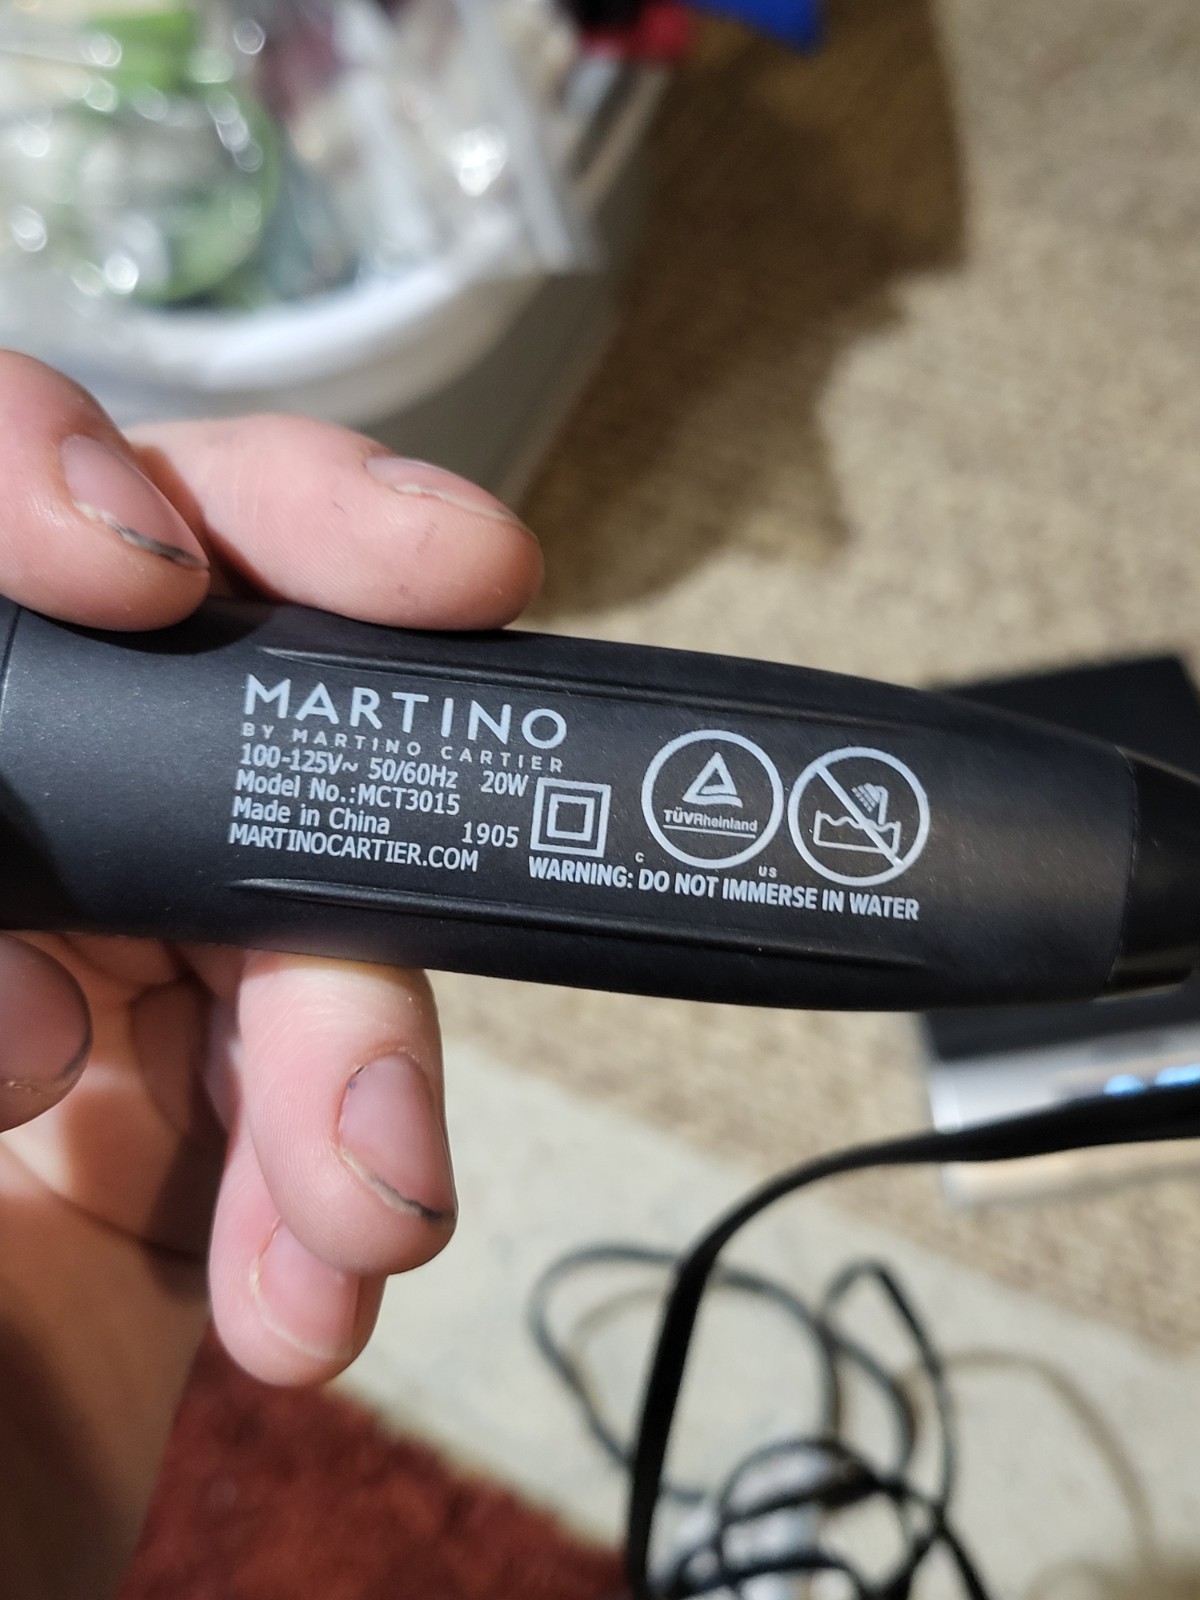 MARTINO
BY MARTINO CARTIER
100-125V~ 50/60Hz 20W
Model No.:MCT3015
Made in China 1905
MARTINOCARTIER.COM
TÜVRheinland
C US
WARNING: DO NOT IMMERSE IN WATER